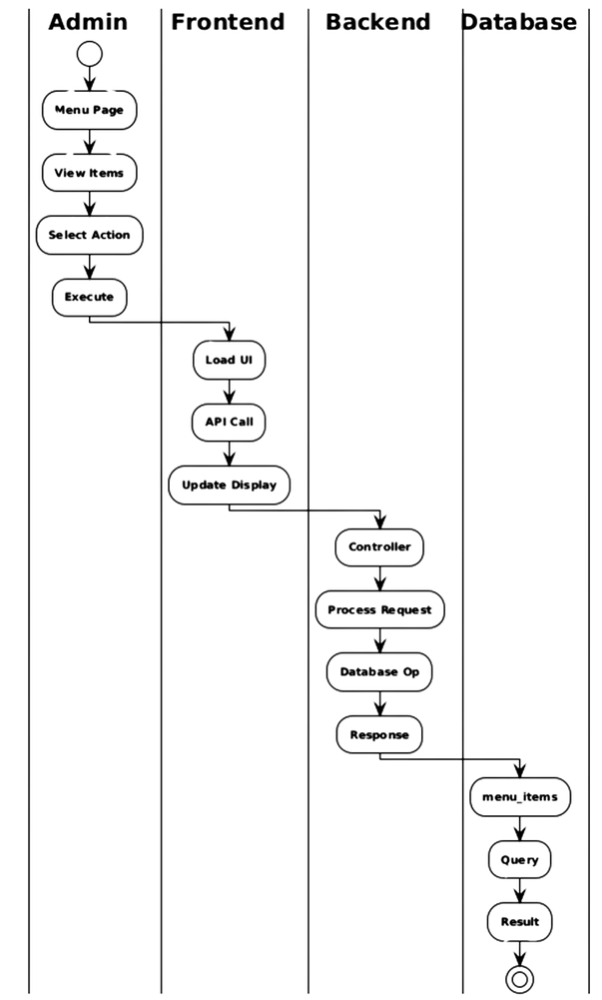 Admin
Frontend
Backend
Database
Menu Page
View Items
Select Action
Execute
Load UI
API Call
Update Display
Controller
Process Request
Database Op
Response
menu_items
Query
Result